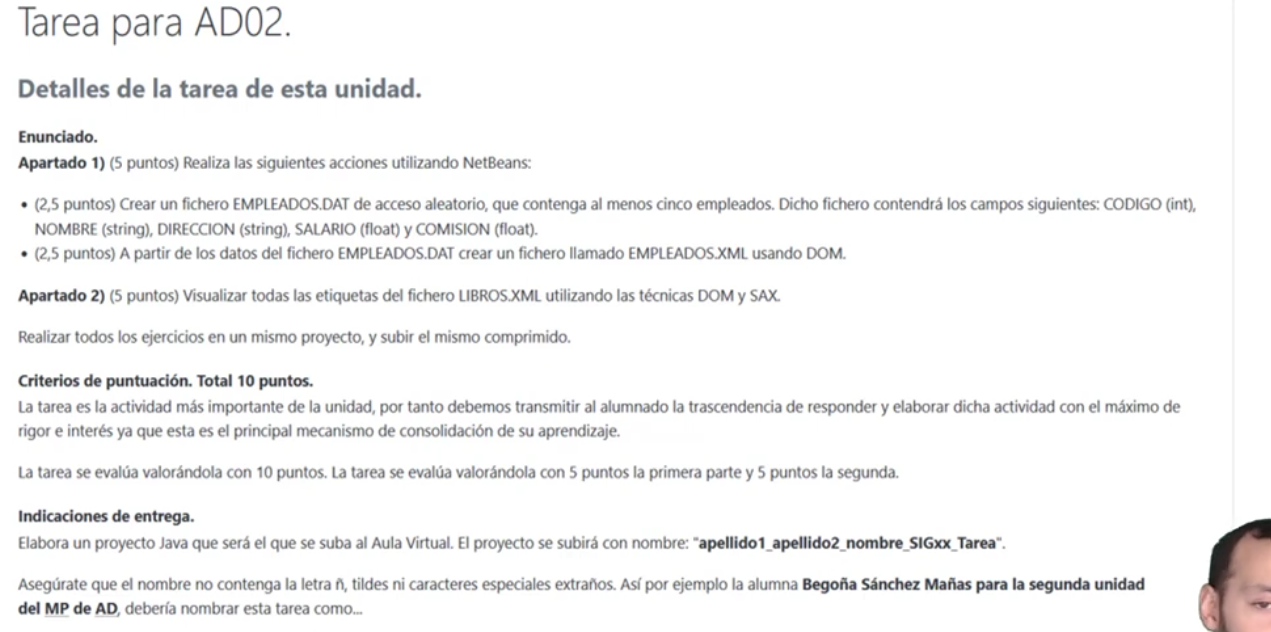 Tarea para AD02.
Detalles de la tarea de esta unidad.
Enunciado.
Apartado 1) (5 puntos) Realiza las siguientes acciones utilizando NetBeans:
• (2,5 puntos) Crear un fichero EMPLEADOS.DAT de acceso aleatorio, que contenga al menos cinco empleados. Dicho fichero contendrá los campos siguientes: CODIGO (int),
NOMBRE (string), DIRECCION (string), SALARIO (float) y COMISION (float).
• (2,5 puntos) A partir de los datos del fichero EMPLEADOS.DAT crear un fichero llamado EMPLEADOS.XML usando DOM.
Apartado 2) (5 puntos) Visualizar todas las etiquetas del fichero LIBROS.XML utilizando las técnicas DOM y SAX.
Realizar todos los ejercicios en un mismo proyecto, y subir el mismo comprimido.
Criterios de puntuación. Total 10 puntos.
La tarea es la actividad más importante de la unidad, por tanto debemos transmitir al alumnado la trascendencia de responder y elaborar dicha actividad con el máximo de
rigor e interés ya que esta es el principal mecanismo de consolidación de su aprendizaje.
La tarea se evalúa valorándola con 10 puntos. La tarea se evalúa valorándola con 5 puntos la primera parte y 5 puntos la segunda.
Indicaciones de entrega.
Elabora un proyecto Java que será el que se suba al Aula Virtual. El proyecto se subirá con nombre: "apellido1_apellido2_nombre_SIGxx_Tarea".
Asegúrate que el nombre no contenga la letra ñ, tildes ni caracteres especiales extraños. Así por ejemplo la alumna Begoña Sánchez Mañas para la segunda unidad
del MP de AD, debería nombrar esta tarea como...